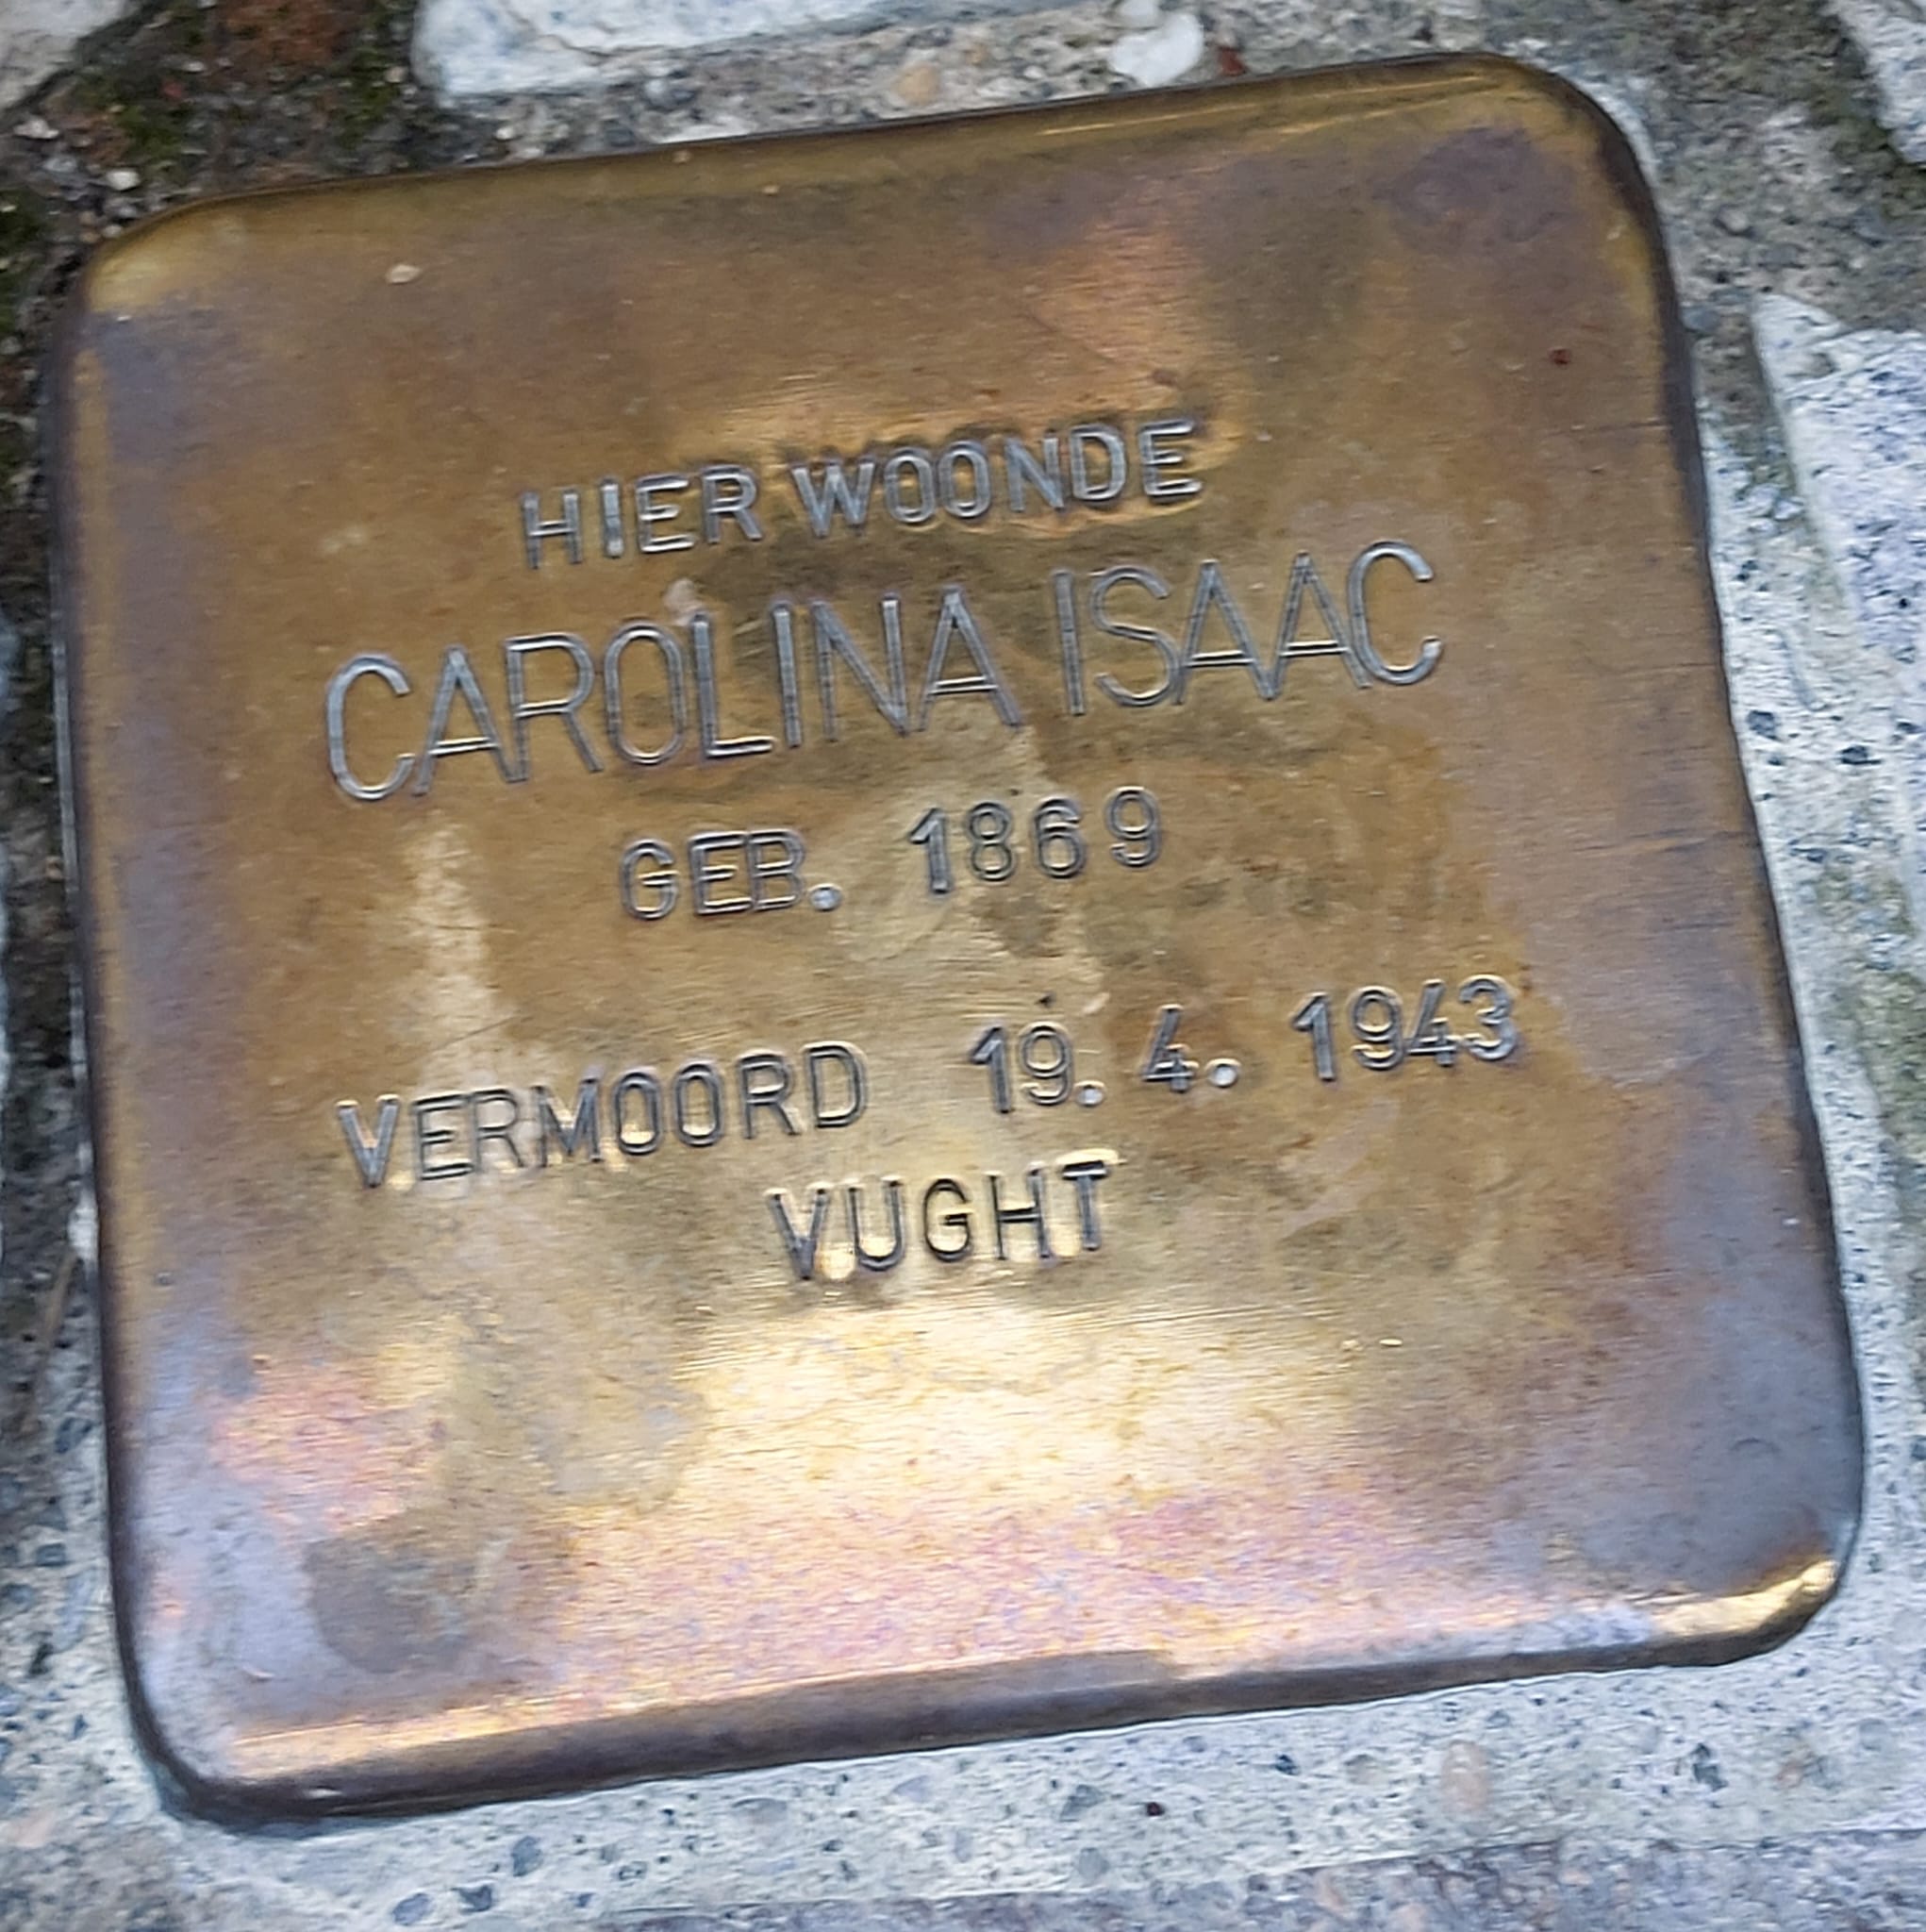 HIER WOONDE
CAROLINA ISAAC
GEB. 1869
VERMOORD 19. 4. 1943
VUGHT